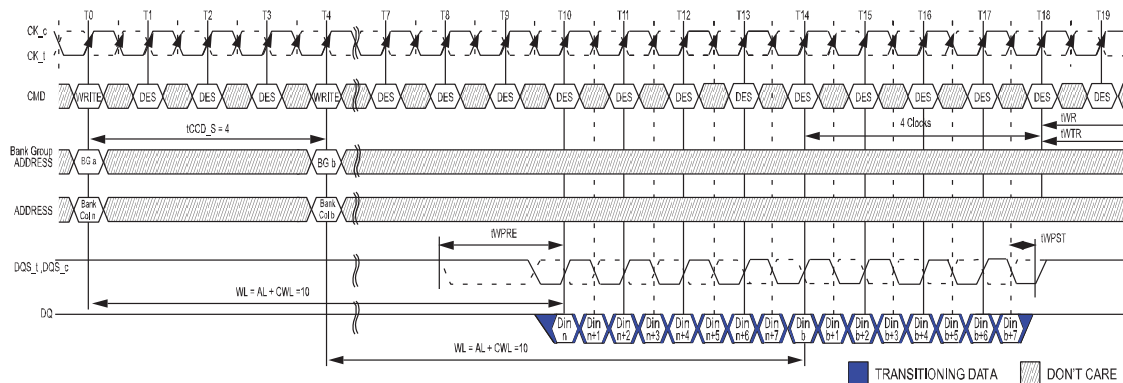 T0 T1 T2 T3 T4 T7 T8 T9 T10 T11 T12 T13 T14 T15 T16 T17 T18 T19
CK_c
CK_t
CMD WRITE DES DES DES WRITE DES DES DES DES DES DES DES DES DES DES DES DES DES
tCCD_S = 4
4 Clocks
tWR
tWTR
Bank Group
ADDRESS BG a BG b
ADDRESS Bank Col n Bank Col b
tWPRE
tWPST
DQS_t ,DQS_c
WL = AL + CWL =10
DQ
Din n Din n+1 Din n+2 Din n+3 Din n+4 Din n+5 Din n+6 Din n+7 Din b Din b+1 Din b+2 Din b+3 Din b+4 Din b+5 Din b+6 Din b+7
WL = AL + CWL =10
TRANSITIONING DATA
DON'T CARE